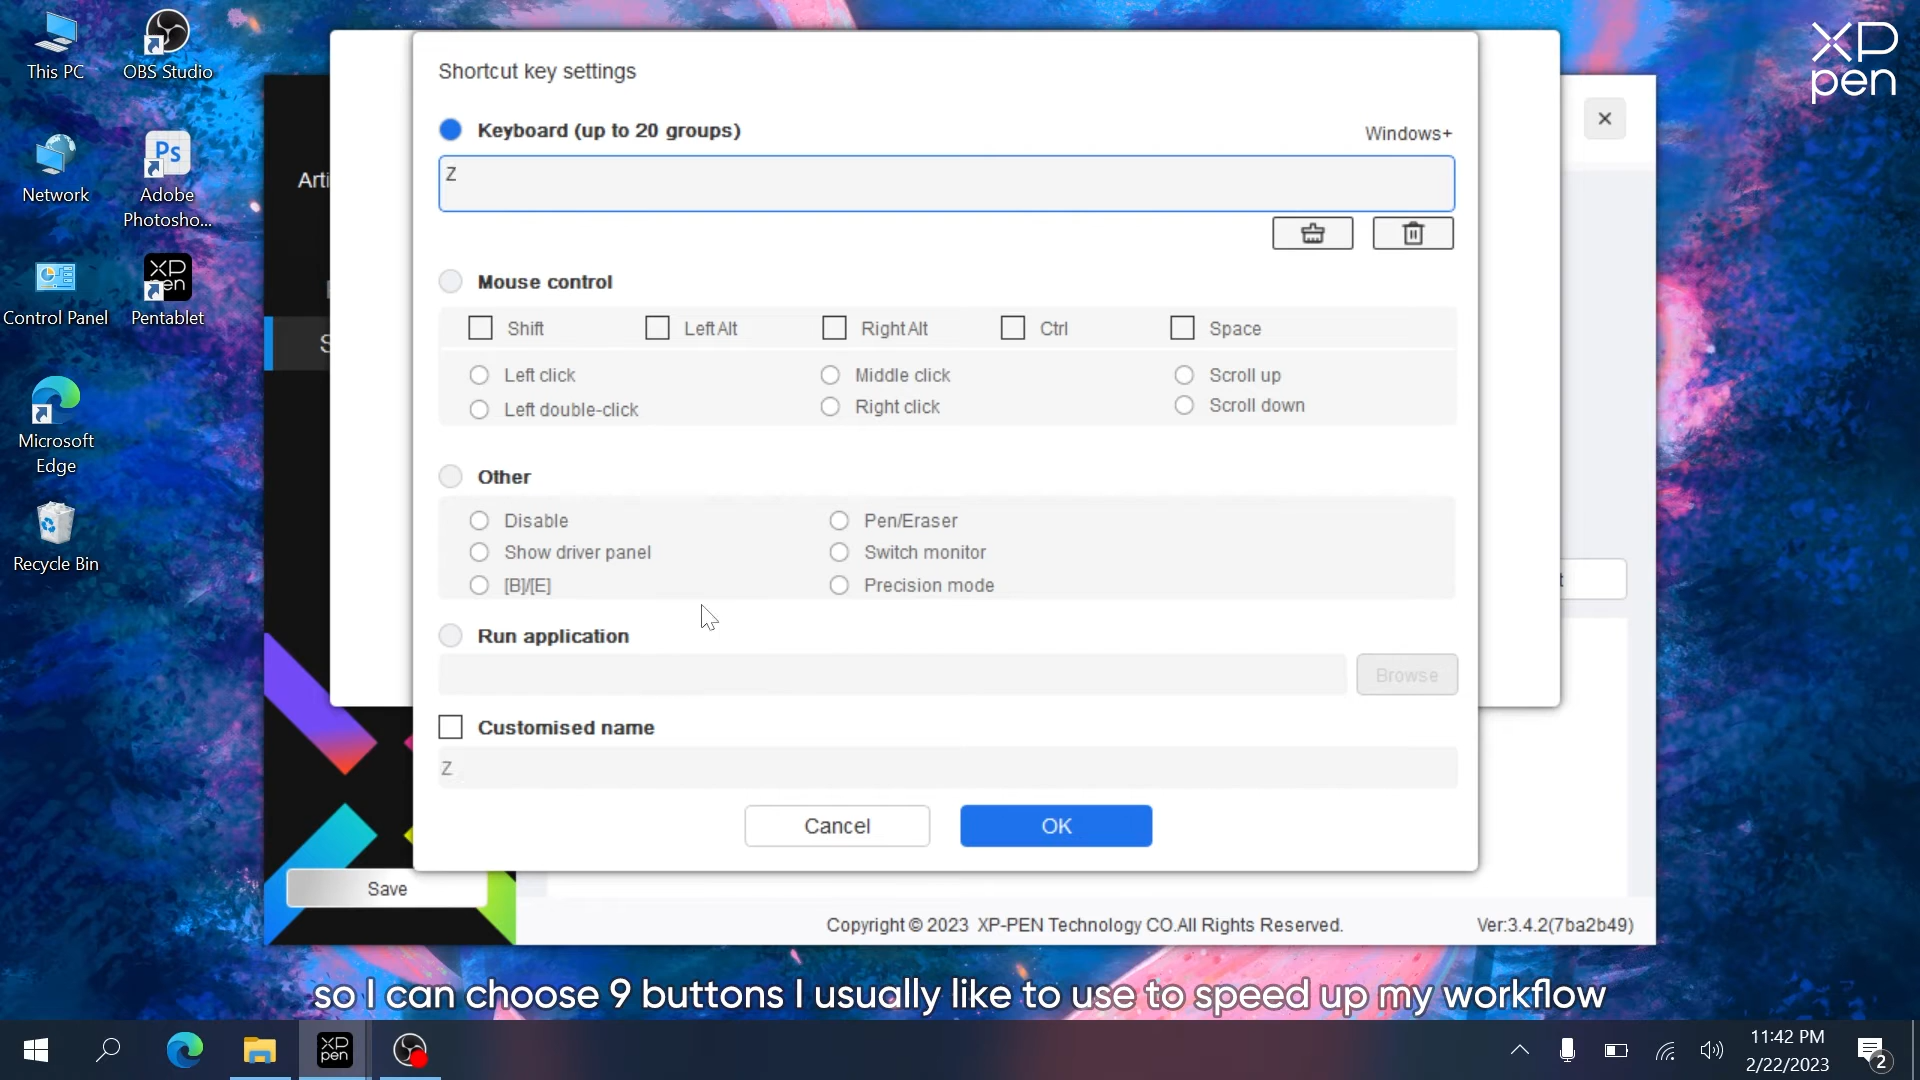 This PC
OBS Studio
Network
Adobe
Photosho...
Control Panel
Pentablet
Microsoft
Edge
Recycle Bin
XP
pen
Arti
S
Shortcut key settings
Keyboard (up to 20 groups)
Windows+
Z
Mouse control
Shift
Left Alt
Right Alt
Ctrl
Space
Left click
Middle click
Scroll up
Left double-click
Right click
Scroll down
Other
Disable
Pen/Eraser
Show driver panel
Switch monitor
[B]/[E]
Precision mode
Run application
Browse
Customised name
Z
Cancel
OK
Save
Copyright © 2023 XP-PEN Technology CO.All Rights Reserved.
Ver:3.4.2(7ba2b49)
so I can choose 9 buttons I usually like to use to speed up my workflow
11:42 PM
2/22/2023
2